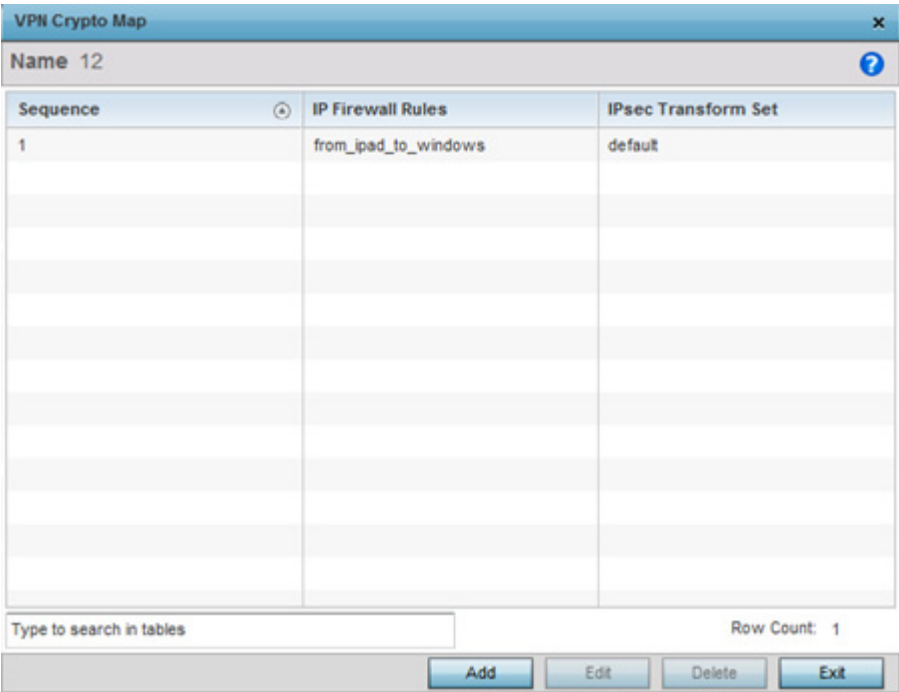 VPN Crypto Map ×
Name 12 ?
Sequence IP Firewall Rules IPsec Transform Set
1 from_ipad_to_windows default
Type to search in tables Row Count: 1
Add Edit Delete Exit